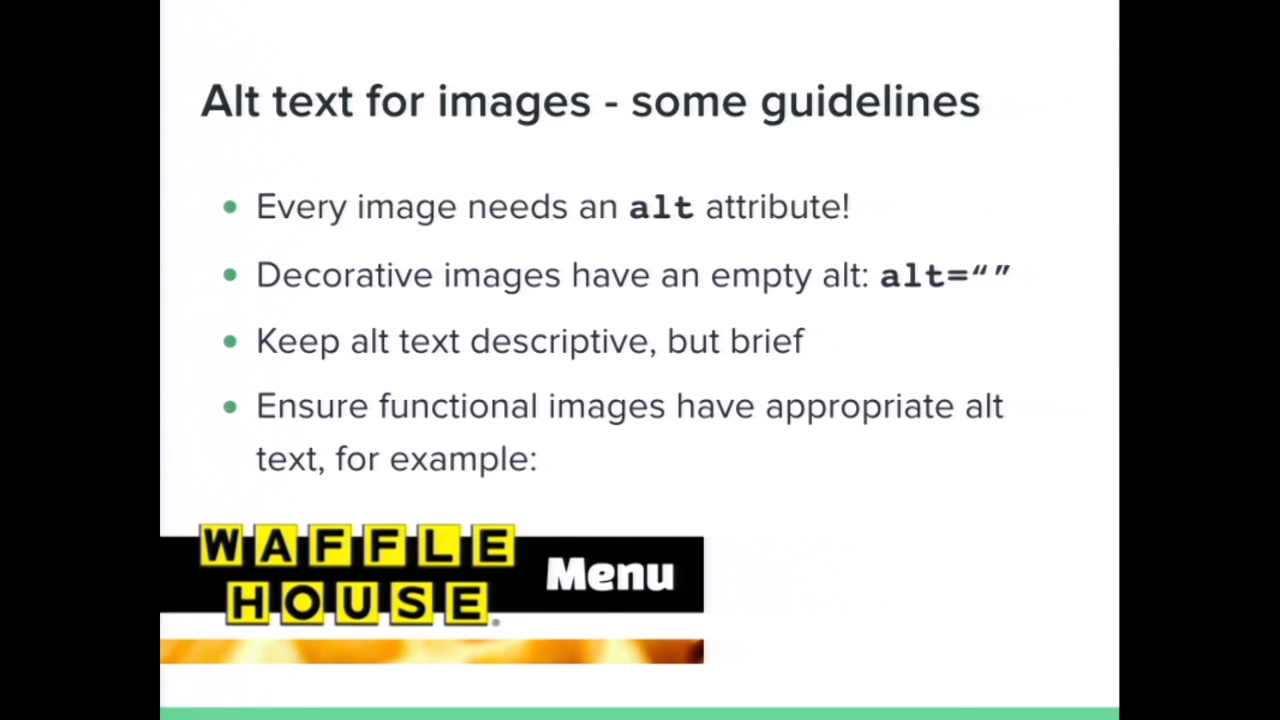 Alt text for images - some guidelines
Every image needs an alt attribute!
Decorative images have an empty alt: alt=“”
Keep alt text descriptive, but brief
Ensure functional images have appropriate alt
text, for example:
WAFFLE
HOUSE®
Menu